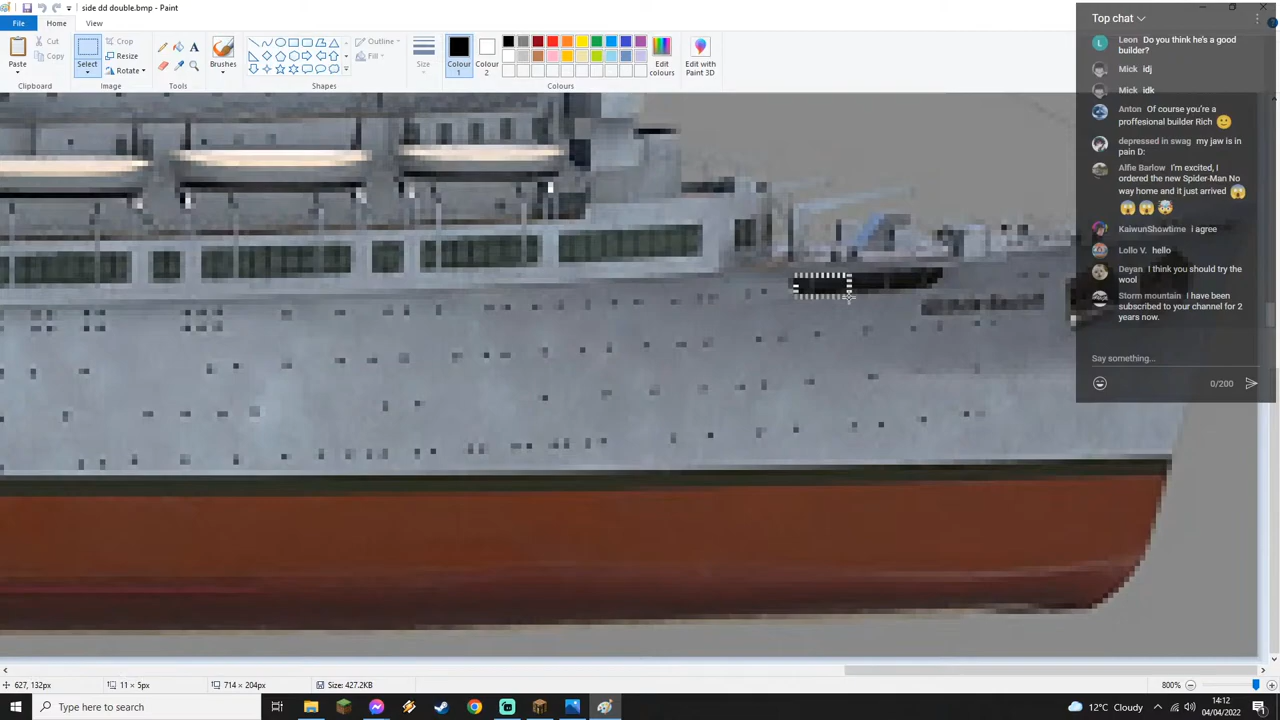 side dd double.bmp - Paint
File
Home
View
Paste
Cut
Copy
Clipboard
Select
Crop
Resize
Rotate
Image
Tools
Brushes
Outline
Fill
Shapes
Size
Colour 1
Colour 2
Edit colours
Edit with Paint 3D
Colours
Top chat
Leon Do you think he's a good
builder?
Mick idj
Mick idk
Anton Of course you're a
proffesional builder Rich 🙂
depressed in swag my jaw is in
pain D:
Alfie Barlow I'm excited, I
ordered the new Spider-Man No
way home and it just arrived 😱
😱 😱 🤯
KaiwunShowtime i agree
Lollo V. hello
Deyan I think you should try the
wool
Storm mountain I have been
subscribed to your channel for 2
years now.
Say something...
0/200
627, 132px
11 × 5px
714 × 204px
Size: 427.2KB
800%
Type here to search
12°C Cloudy
14:12
04/04/2022